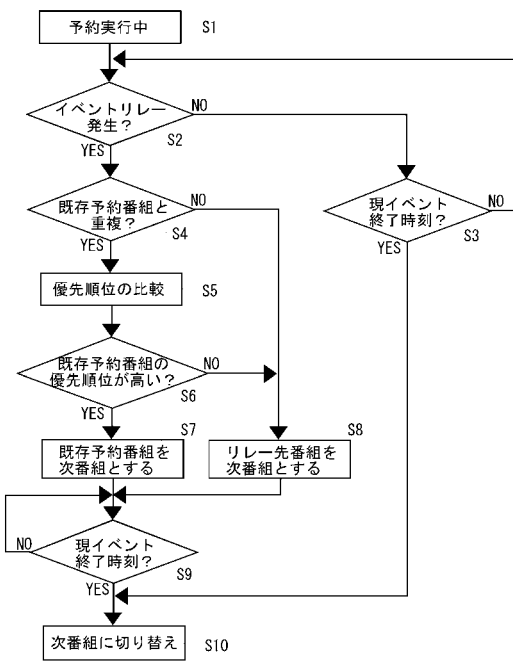 予約実行中 S1
イベントリレー
発生？
S2
NO
YES
既存予約番組と
重複？
S4
NO
YES
現イベント
終了時刻？
S3
NO
YES
優先順位の比較 S5
既存予約番組の
優先順位が高い？
S6
NO
YES
S7
既存予約番組を
次番組とする
S8
リレー先番組を
次番組とする
現イベント
終了時刻？
S9
NO
YES
次番組に切り替え S10